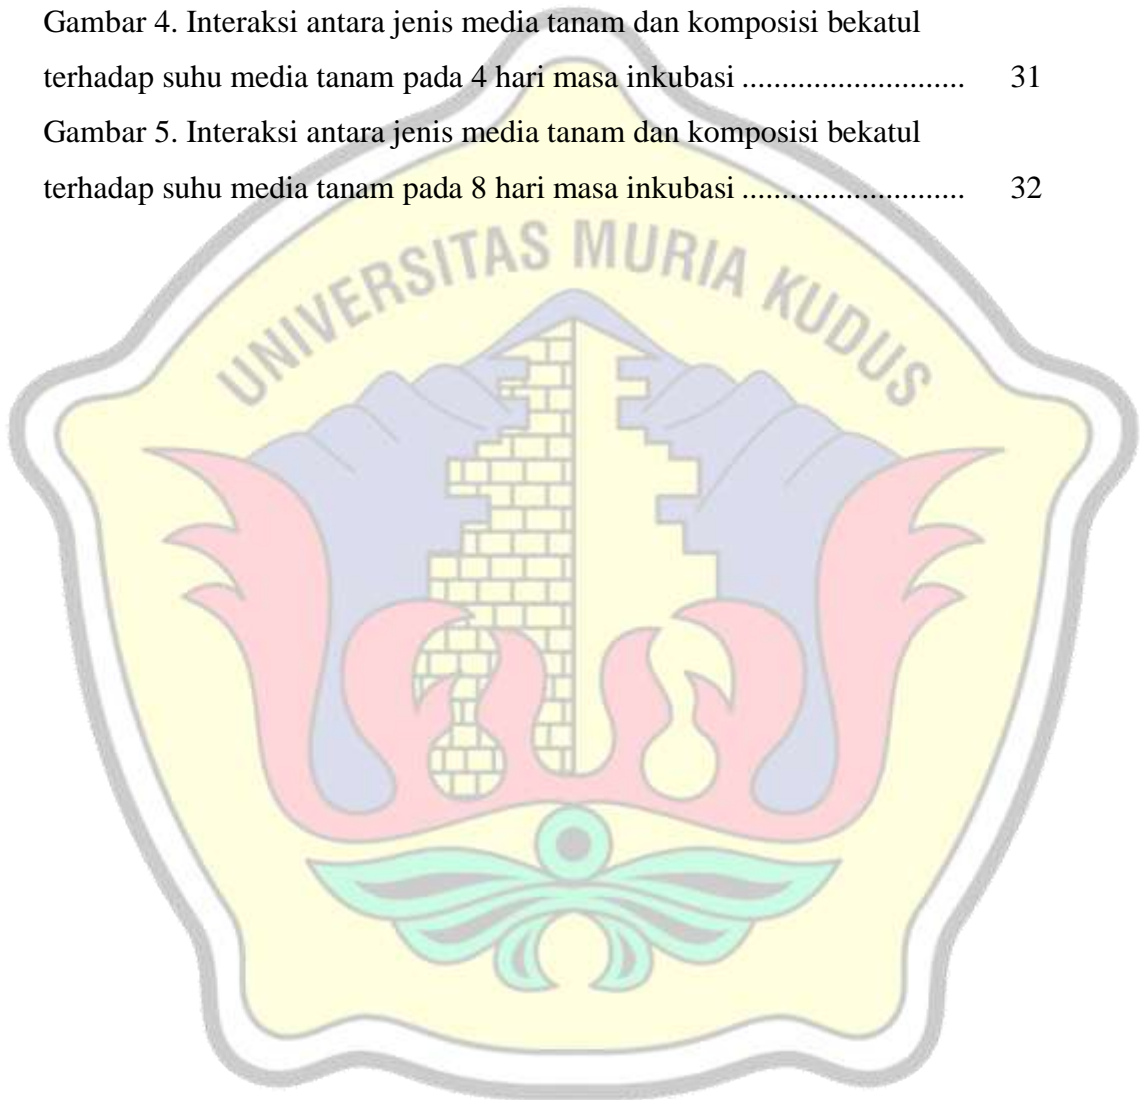 Gambar 4. Interaksi antara jenis media tanam dan komposisi bekatul
terhadap suhu media tanam pada 4 hari masa inkubasi ............................ 31
Gambar 5. Interaksi antara jenis media tanam dan komposisi bekatul
terhadap suhu media tanam pada 8 hari masa inkubasi ............................ 32
UNIVERSITAS MURIA KUDUS